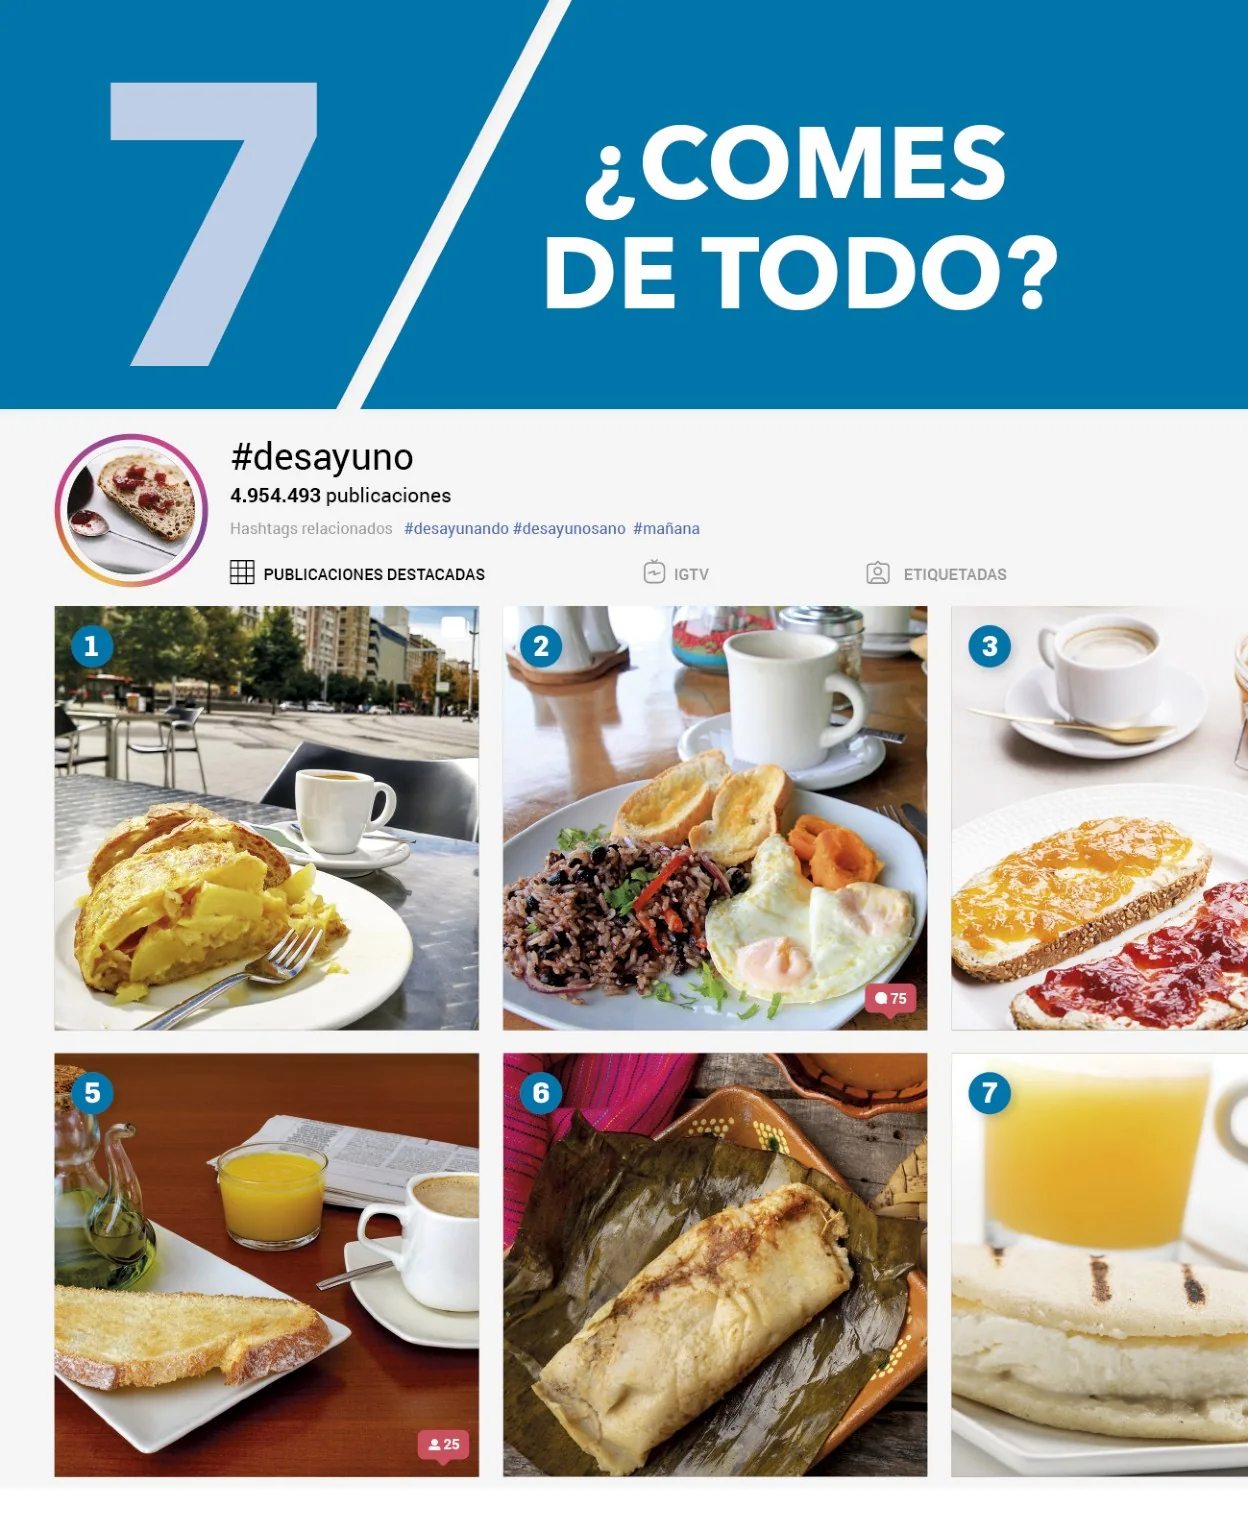 7
¿COMES
DE TODO?
#desayuno
4.954.493 publicaciones
Hashtags relacionados #desayunando #desayunosano #mañana
PUBLICACIONES DESTACADAS
IGTV
ETIQUETADAS
1
2
3
75
5
6
7
25